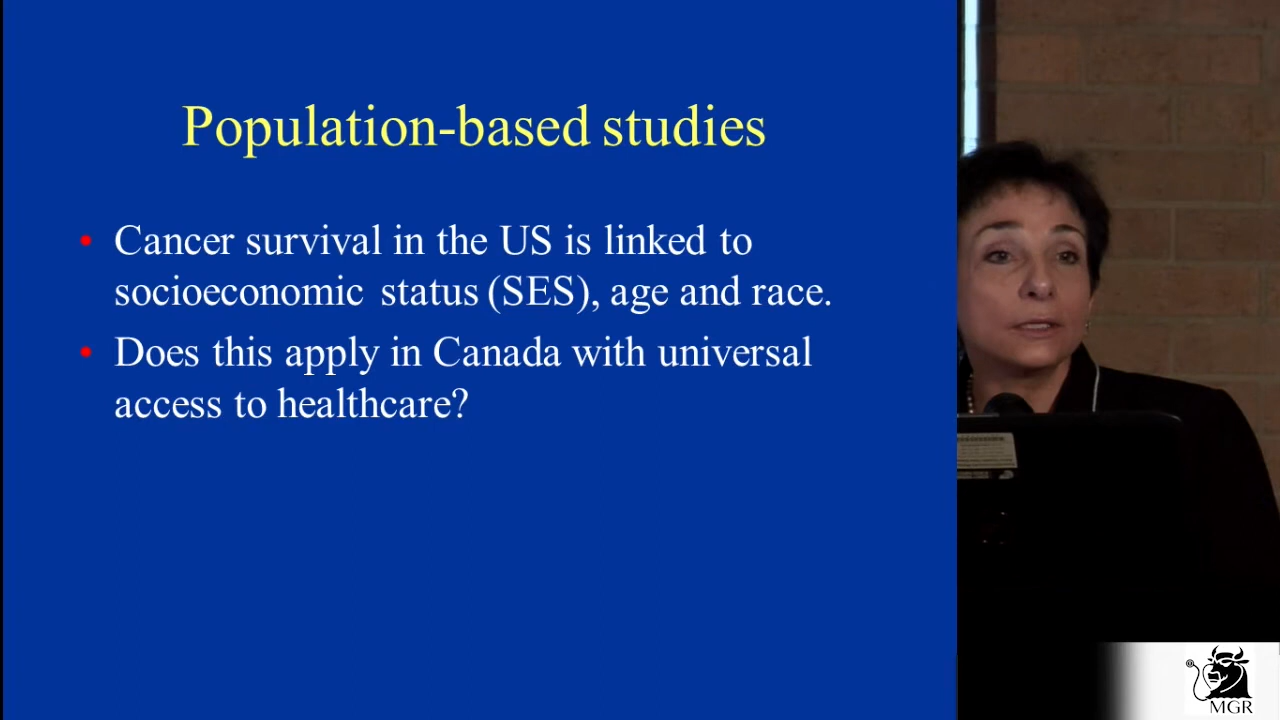 Population-based studies
• Cancer survival in the US is linked to
socioeconomic status (SES), age and race.
• Does this apply in Canada with universal
access to healthcare?
MGR